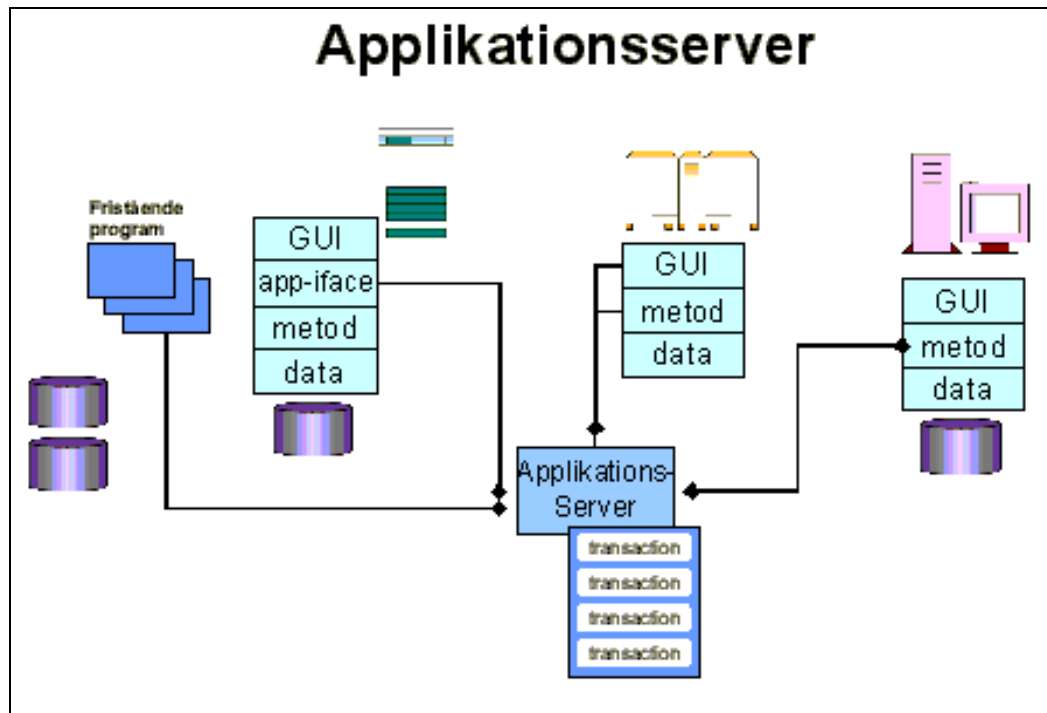 Applikationsserver
Fristående
program
GUI
app-iface
metod
data
GUI
metod
data
GUI
metod
data
Applikations-
Server
transaction
transaction
transaction
transaction